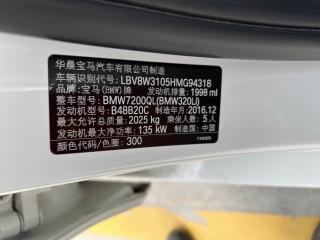 华晨宝马汽车有限公司制造
车辆识别代号: LBV8W3105HMG94318
品牌: 宝马(BMW)牌 发动机排量: 1998 ml
整车型号: BMW7200QL(BMW320Li)
发动机型号: B48B20C 制造年月: 2016.12
最大允许总质量: 2025 kg 乘坐人数: 5 人
发动机最大净功率: 135 kW 制造国: 中国
颜色代码/色圈: 300